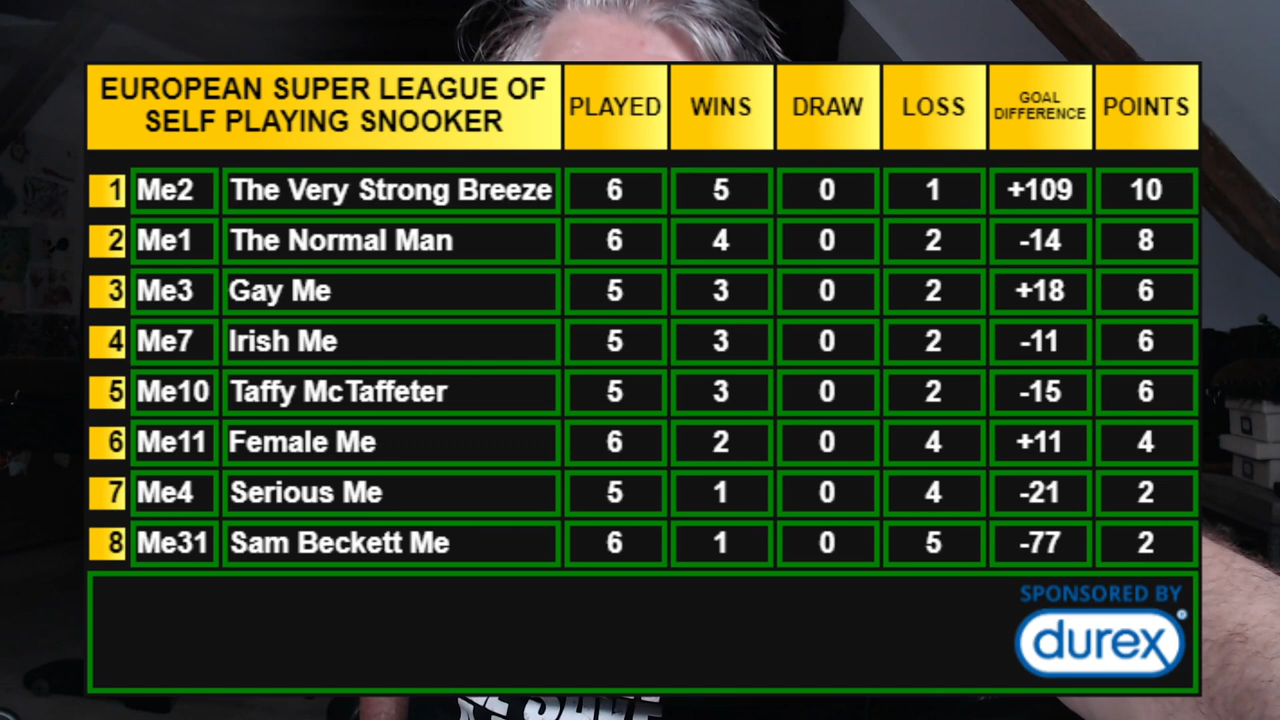 EUROPEAN SUPER LEAGUE OF
SELF PLAYING SNOOKER
PLAYED WINS DRAW LOSS GOAL DIFFERENCE POINTS
1 Me2 The Very Strong Breeze 6 5 0 1 +109 10
2 Me1 The Normal Man 6 4 0 2 -14 8
3 Me3 Gay Me 5 3 0 2 +18 6
4 Me7 Irish Me 5 3 0 2 -11 6
5 Me10 Taffy McTaffeter 5 3 0 2 -15 6
6 Me11 Female Me 6 2 0 4 +11 4
7 Me4 Serious Me 5 1 0 4 -21 2
8 Me31 Sam Beckett Me 6 1 0 5 -77 2
SPONSORED BY
durex